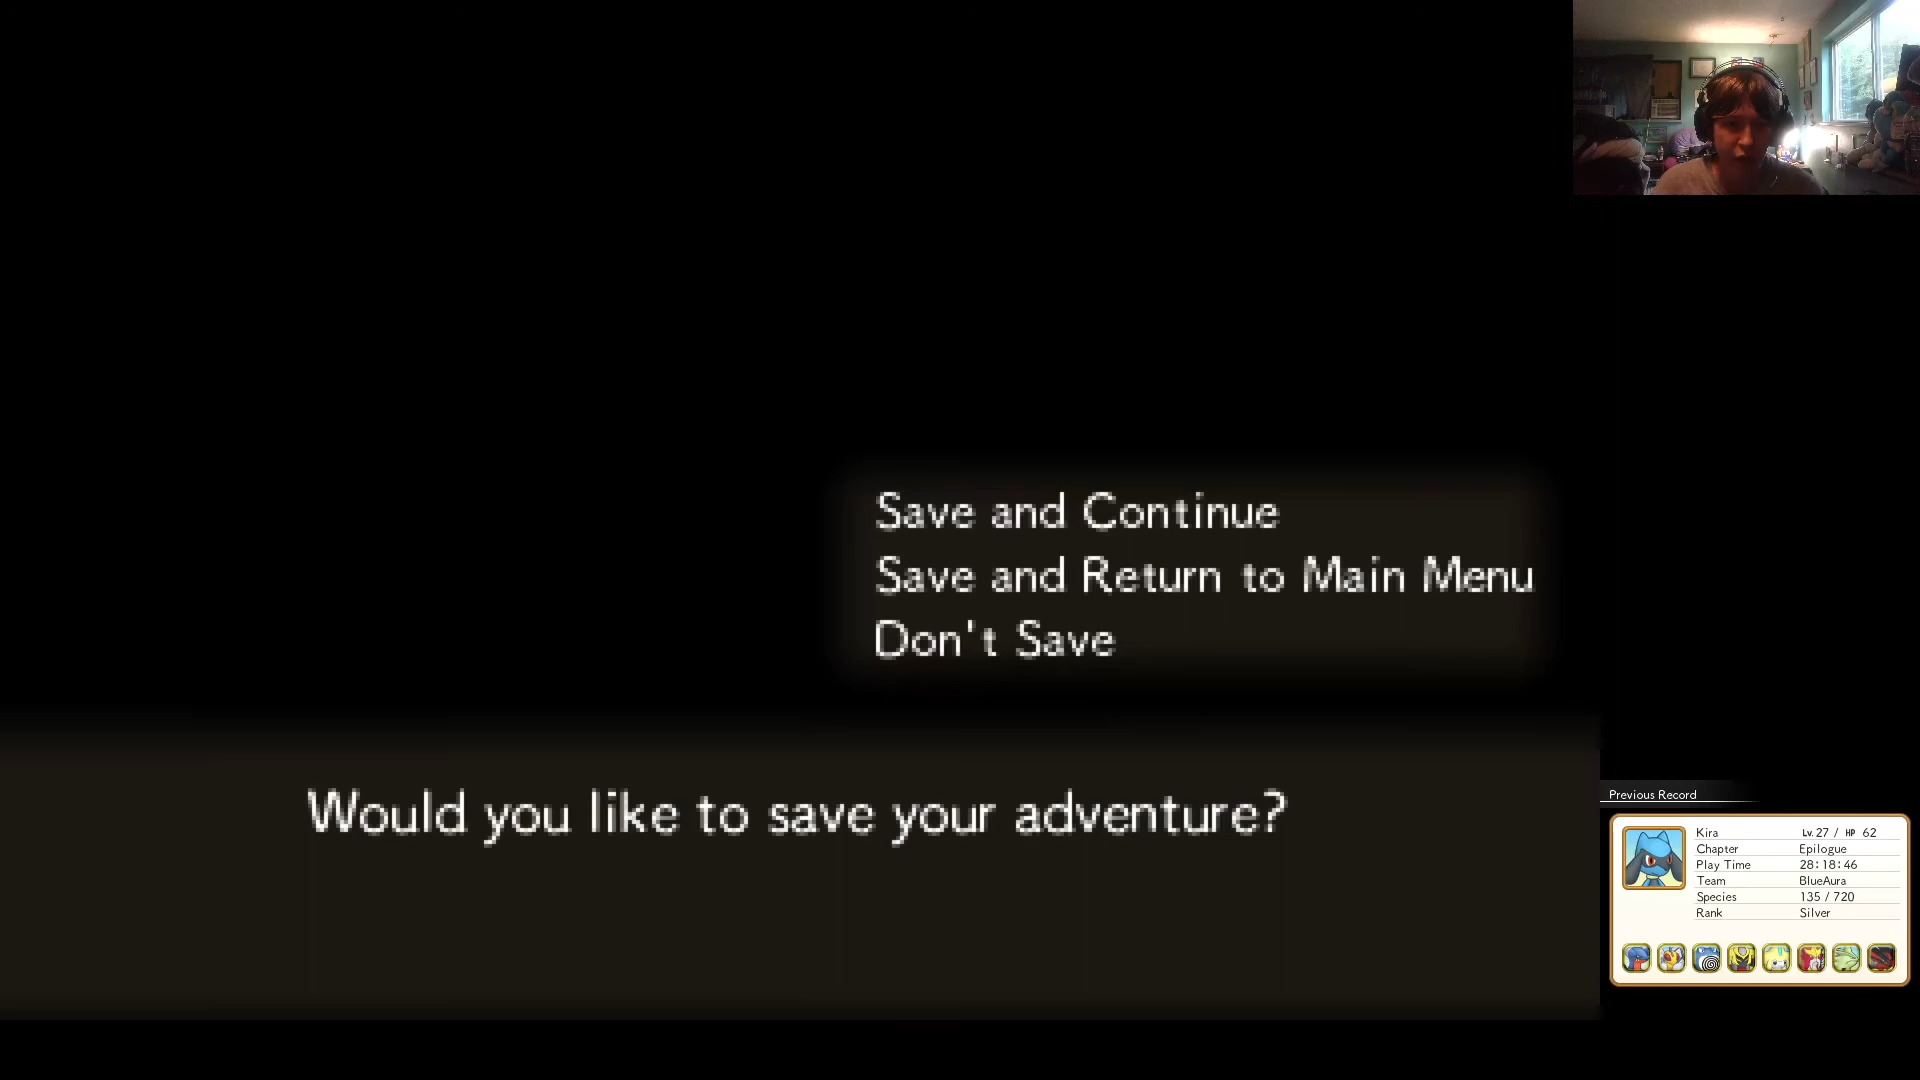 Save and Continue
Save and Return to Main Menu
Don't Save
Would you like to save your adventure?
Previous Record
Kira Lv. 27 / HP 62
Chapter Epilogue
Play Time 28:18:46
Team BlueAura
Species 135 / 720
Rank Silver